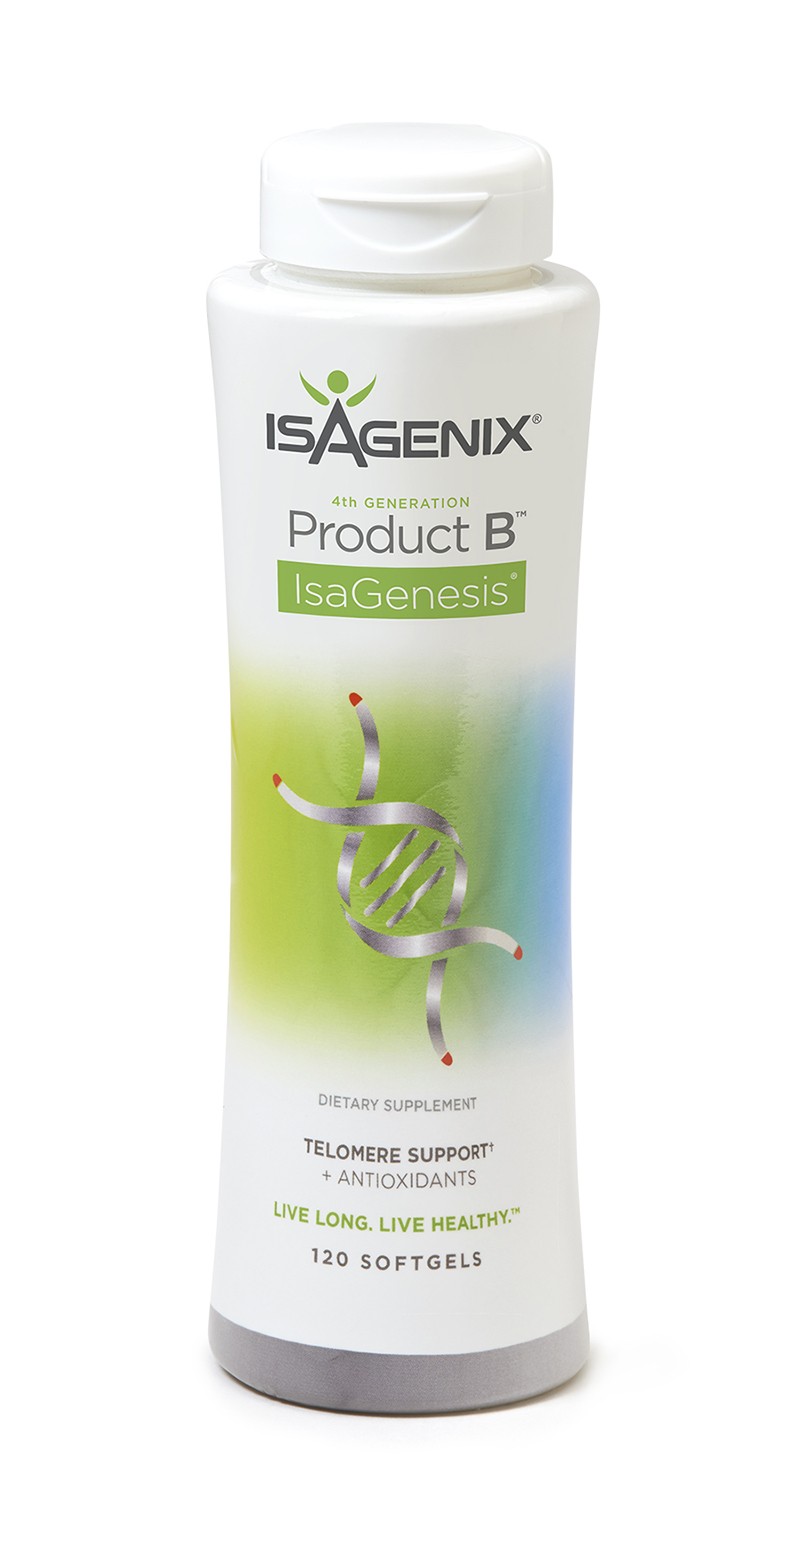 ISAGENIX®
4th GENERATION
Product B™
IsaGenesis®
DIETARY SUPPLEMENT
TELOMERE SUPPORT†
+ ANTIOXIDANTS
LIVE LONG. LIVE HEALTHY.™
120 SOFTGELS